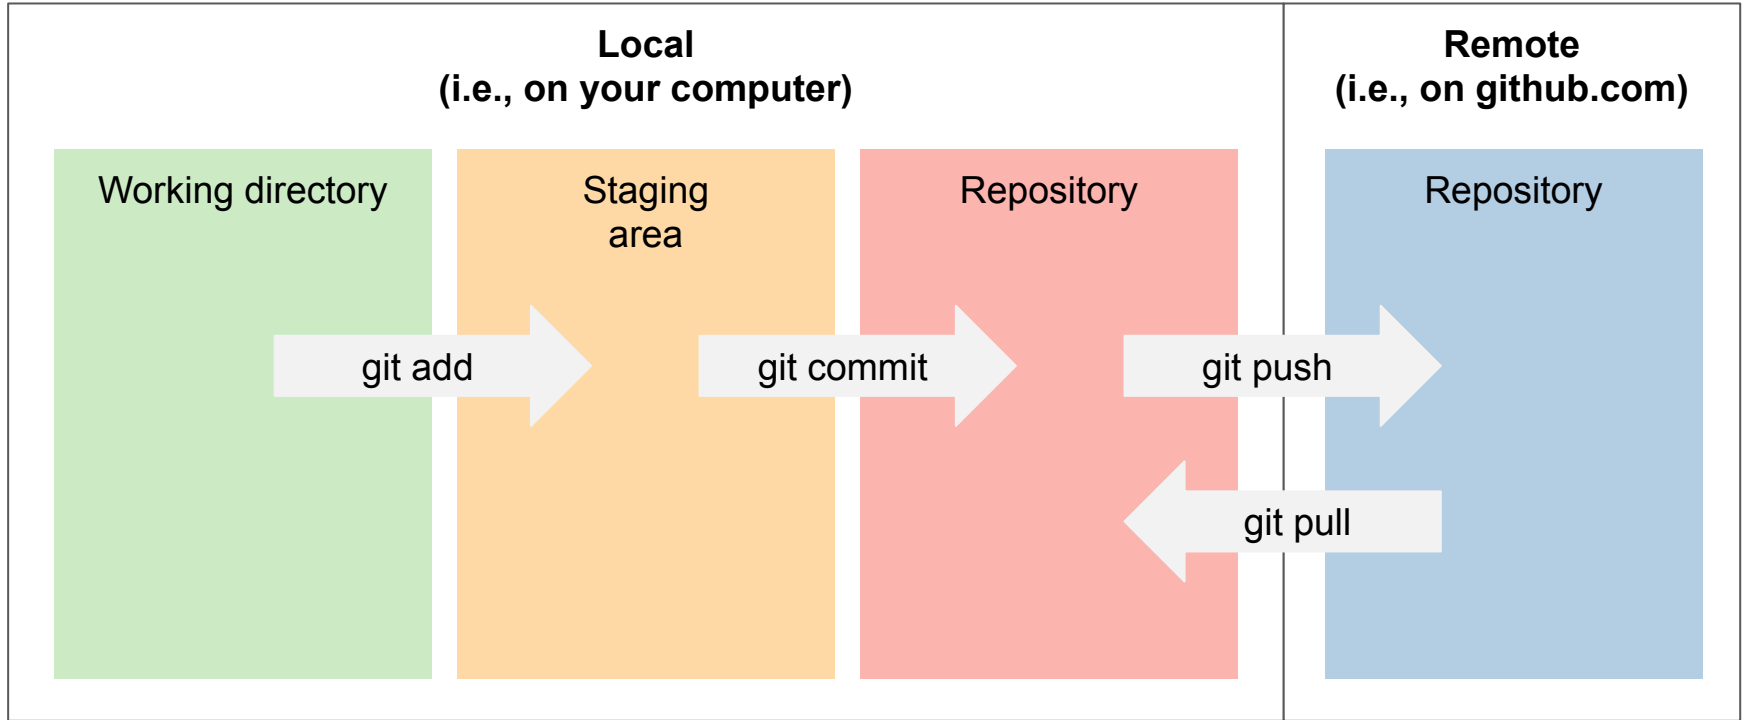 Local
(i.e., on your computer)
Remote
(i.e., on github.com)
Working directory
Staging
area
Repository
Repository
git add
git commit
git push
git pull